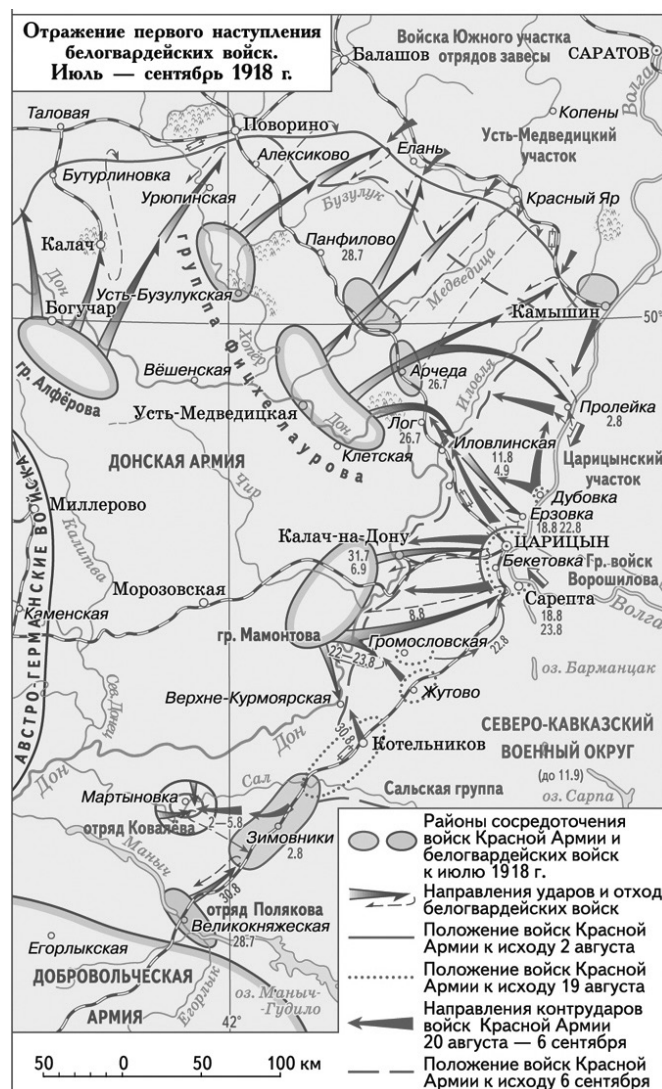 Отражение первого наступления
белогвардейских войск.
Июль — сентябрь 1918 г.
Войска Южного участка
отрядов завесы
Балашов
САРАТОВ
Волга
Таловая
Поворино
Копены
Усть-Медведицкий
участок
Алексиково
Елань
Бутурлиновка
Урюпинская
Бузулук
Красный Яр
Калач
Панфилово
28.7
группа Фицхелаурова
Медведица
Дон
Усть-Бузулукская
Богучар
Хопёр
Камышин
50°
гр. Алфёрова
Вёшенская
Арчеда
26.7
Иловля
Усть-Медведицкая
Дон
Лог
26.7
Пролейка
2.8
Клетская
Иловлинская
11.8
4.9
Царицынский
участок
ДОНСКАЯ АРМИЯ
Чир
Дубовка
Ерзовка
18.8 22.8
АВСТРО-ГЕРМАНСКИЕ ВОЙСКА
Миллерово
Калитва
Калач-на-Дону
31.7
6.9
ЦАРИЦЫН
Бекетовка
Гр. войск
Ворошилова
Морозовская
Сарепта
18.8
23.8
Волга
Каменская
8.8
гр. Мамонтова
Громославская
22—23.8
22.8
оз. Барманцак
Сев. Донец
Верхне-Курмоярская
Жутово
Дон
30.8
Котельников
СЕВЕРО-КАВКАЗСКИЙ
ВОЕННЫЙ ОКРУГ
(до 11.9)
Дон
Сал
Сальская группа
оз. Сарпа
Мартыновка
2—5.8
отряд Ковалёва
Зимовники
2.8
Маныч
30.8
отряд Полякова
Великокняжеская
28.7
Егорлыкская
ДОБРОВОЛЬЧЕСКАЯ
АРМИЯ
Егорлык
оз. Маныч-
Гудило
42°
50 0 50 100 км
Районы сосредоточения
войск Красной Армии и
белогвардейских войск
к июлю 1918 г.
Направления ударов и отход
белогвардейских войск
Положение войск Красной
Армии к исходу 2 августа
Положение войск Красной
Армии к исходу 19 августа
Направления контрударов
войск Красной Армии
20 августа — 6 сентября
Положение войск Красной
Армии к исходу 6 сентября